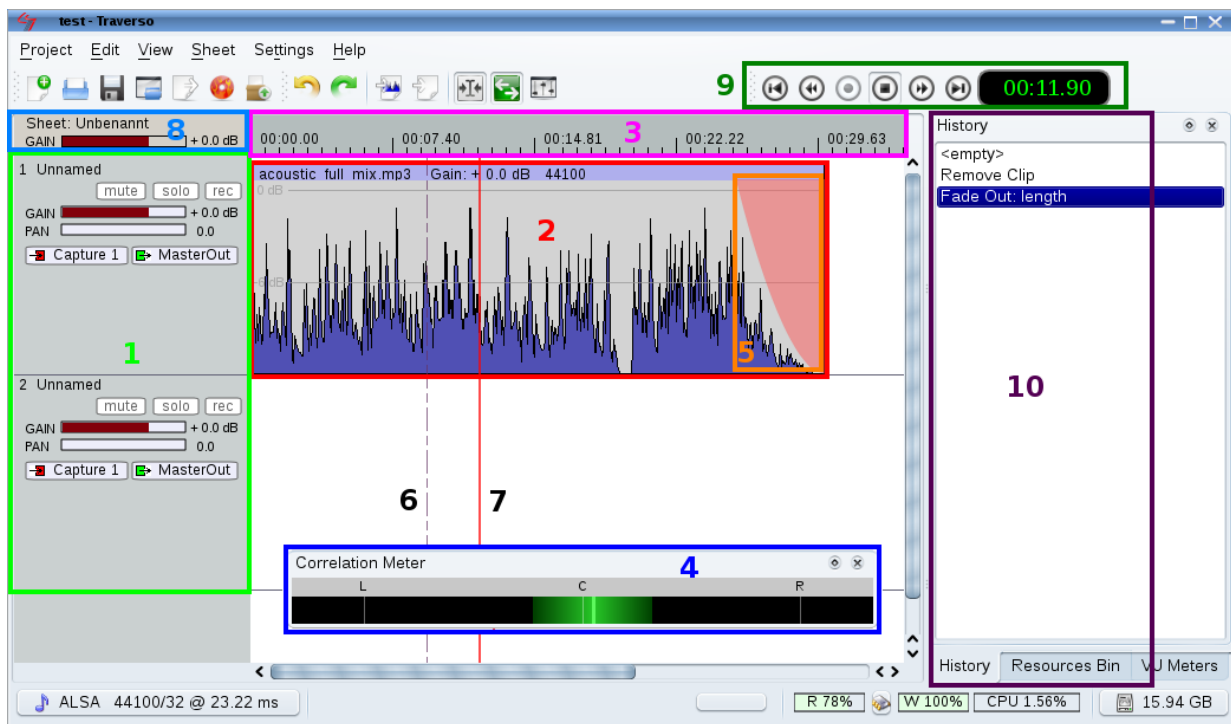 test - Traverso
Project Edit View Sheet Settings Help
9
00:11.90
Sheet: Unbenannt
8
GAIN + 0.0 dB
00:00.00 00:07.40 00:14.81 00:22.22 00:29.63
3
History
<empty>
Remove Clip
Fade Out: length
1 Unnamed
mute solo rec
GAIN + 0.0 dB
PAN 0.0
Capture 1 MasterOut
acoustic_full_mix.mp3 Gain: + 0.0 dB 44100
0 dB
2
-6 dB
5
1
10
2 Unnamed
mute solo rec
GAIN + 0.0 dB
PAN 0.0
Capture 1 MasterOut
6
7
Correlation Meter
4
L C R
History Resources Bin VU Meters
ALSA 44100/32 @ 23.22 ms
R 78% W 100% CPU 1.56% 15.94 GB